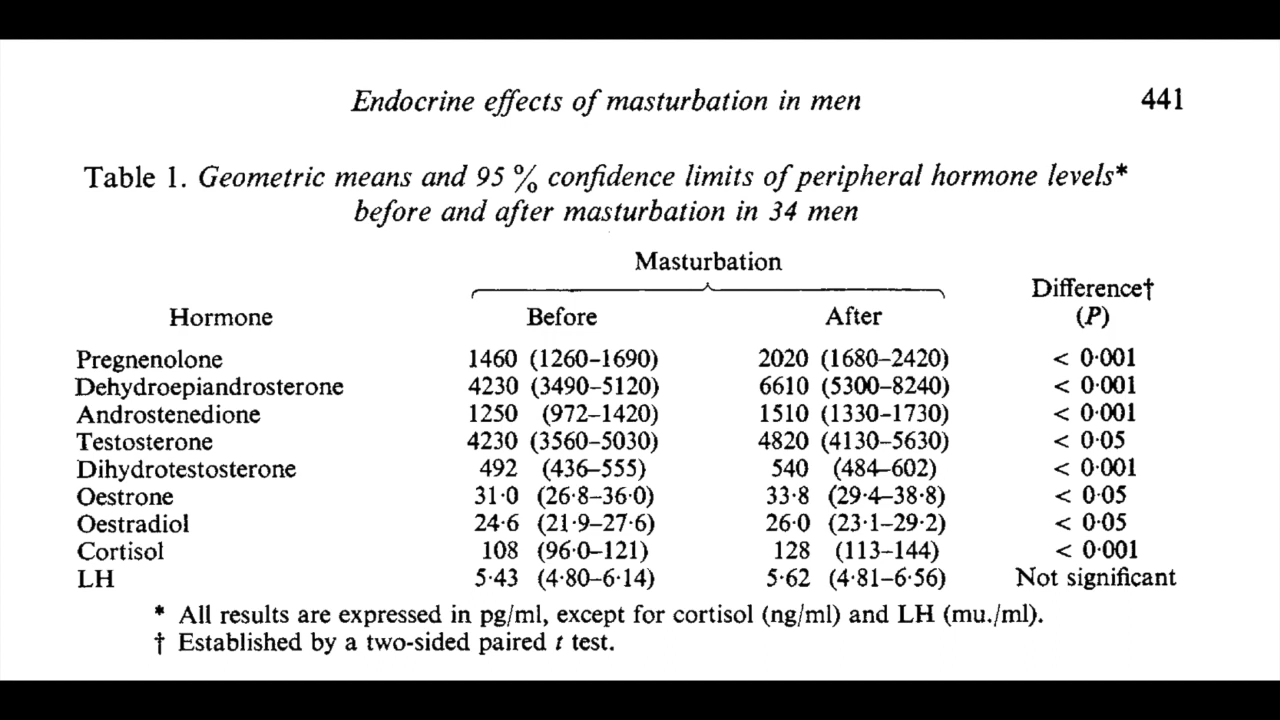 Endocrine effects of masturbation in men 441
Table 1. Geometric means and 95 % confidence limits of peripheral hormone levels*
before and after masturbation in 34 men
Masturbation
Difference†
Hormone Before After (P)
Pregnenolone 1460 (1260–1690) 2020 (1680–2420) < 0·001
Dehydroepiandrosterone 4230 (3490–5120) 6610 (5300–8240) < 0·001
Androstenedione 1250 (972–1420) 1510 (1330–1730) < 0·001
Testosterone 4230 (3560–5030) 4820 (4130–5630) < 0·05
Dihydrotestosterone 492 (436–555) 540 (484–602) < 0·001
Oestrone 31·0 (26·8–36·0) 33·8 (29·4–38·8) < 0·05
Oestradiol 24·6 (21·9–27·6) 26·0 (23·1–29·2) < 0·05
Cortisol 108 (96·0–121) 128 (113–144) < 0·001
LH 5·43 (4·80–6·14) 5·62 (4·81–6·56) Not significant
* All results are expressed in pg/ml, except for cortisol (ng/ml) and LH (mu./ml).
† Established by a two-sided paired t test.